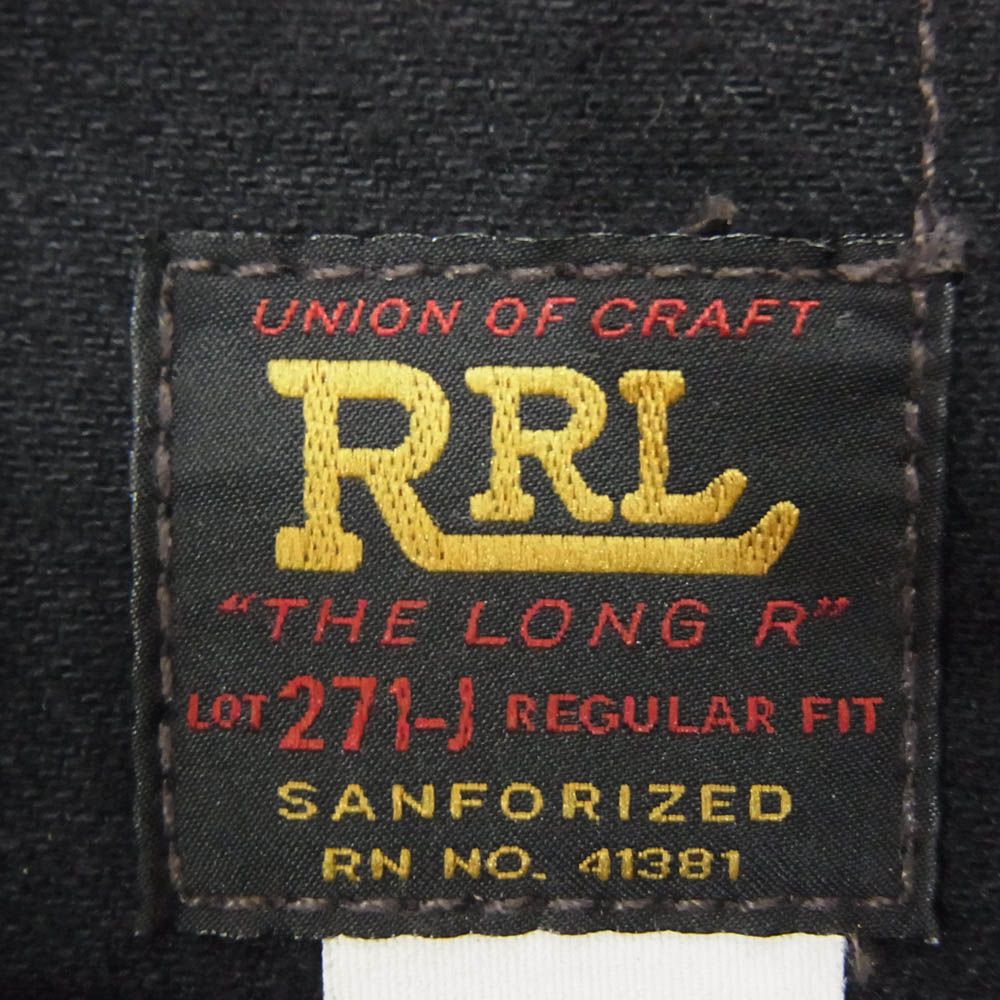 UNION OF CRAFT
RRL
“THE LONG R”
LOT 271-J REGULAR FIT
SANFORIZED
RN NO. 41381